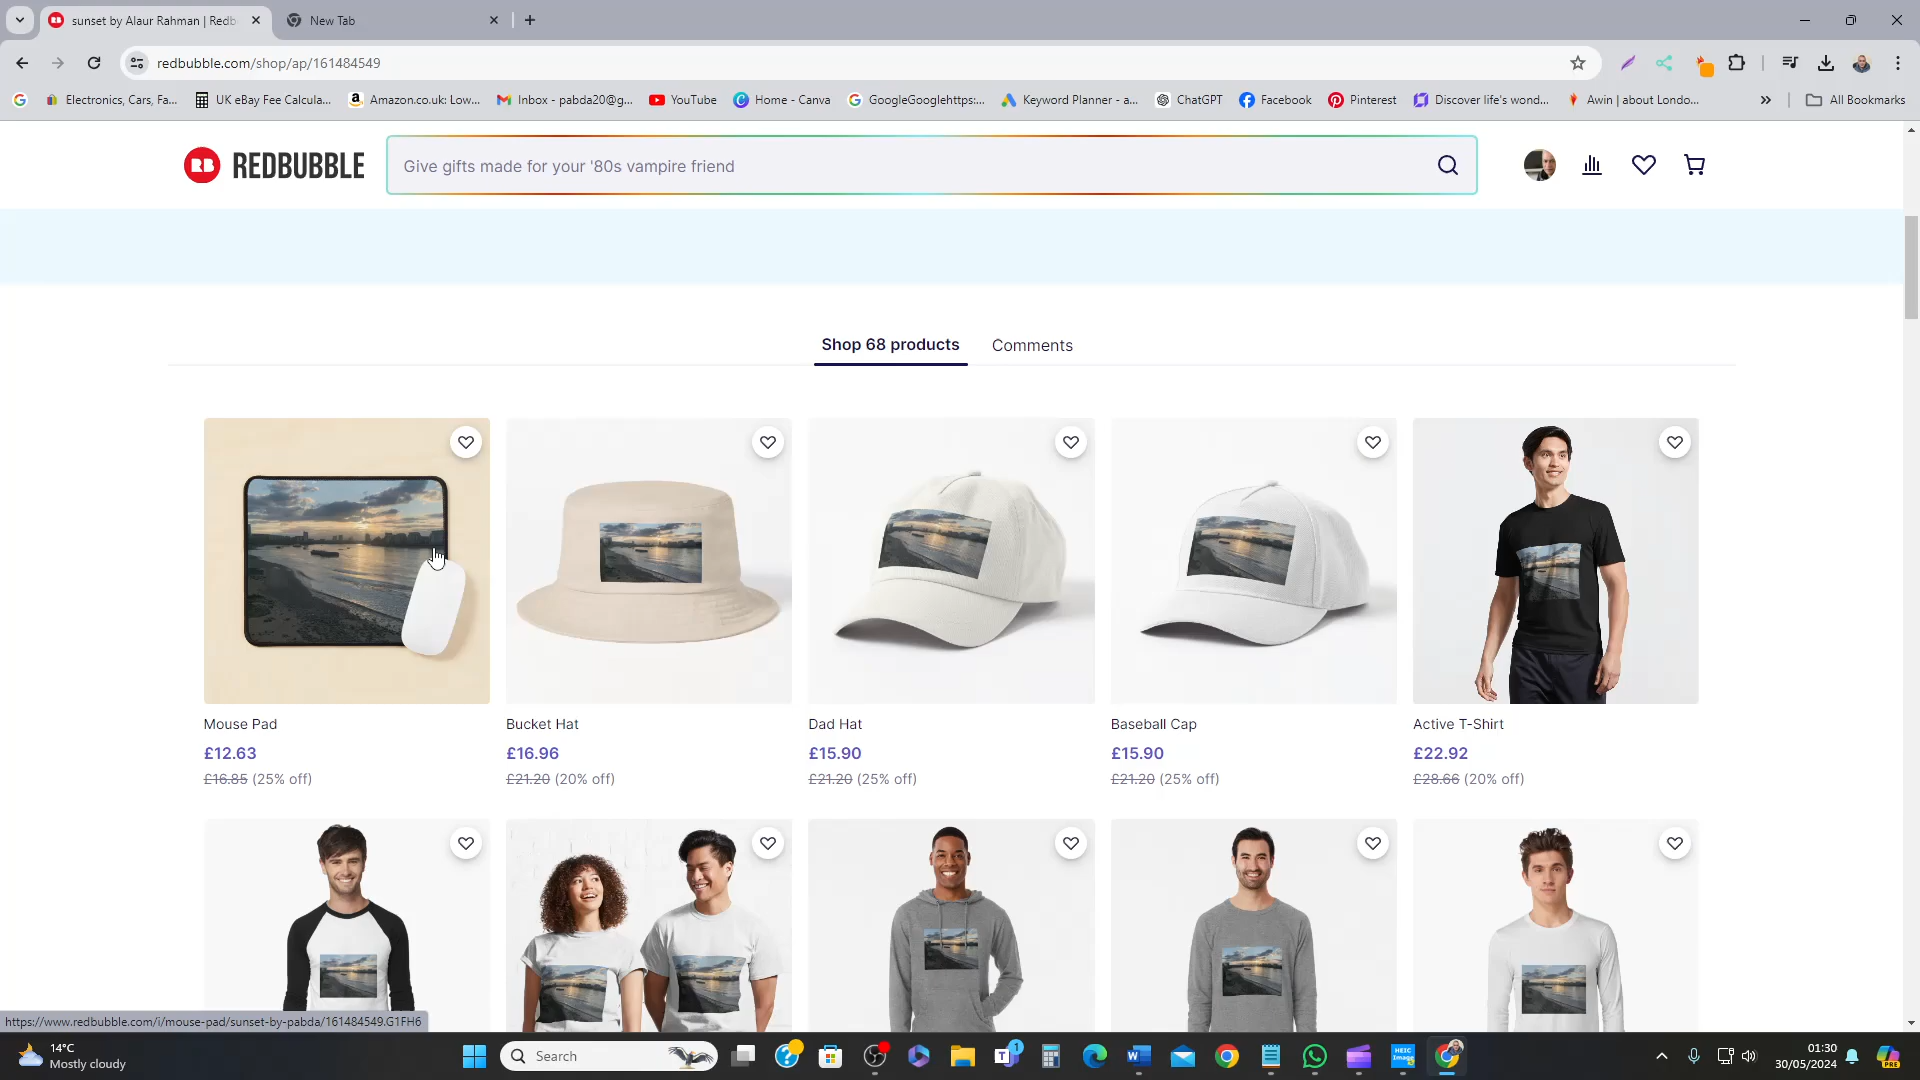 sunset by Alaur Rahman | Redb
New Tab
redbubble.com/shop/ap/161484549
Electronics, Cars, Fa...
UK eBay Fee Calcula...
Amazon.co.uk: Low...
Inbox - pabda20@g...
YouTube
Home - Canva
GoogleGooglehttps:...
Keyword Planner - a...
ChatGPT
Facebook
Pinterest
Discover life's wond...
Awin | about Londo...
All Bookmarks
RB REDBUBBLE
Give gifts made for your '80s vampire friend
Shop 68 products
Comments
Mouse Pad
£12.63
£16.85 (25% off)
Bucket Hat
£16.96
£21.20 (20% off)
Dad Hat
£15.90
£21.20 (25% off)
Baseball Cap
£15.90
£21.20 (25% off)
Active T-Shirt
£22.92
£28.66 (20% off)
https://www.redbubble.com/i/mouse-pad/sunset-by-pabda/161484549.G1FH6
14°C
Mostly cloudy
Search
1
HEIC
01:30
30/05/2024
PRE